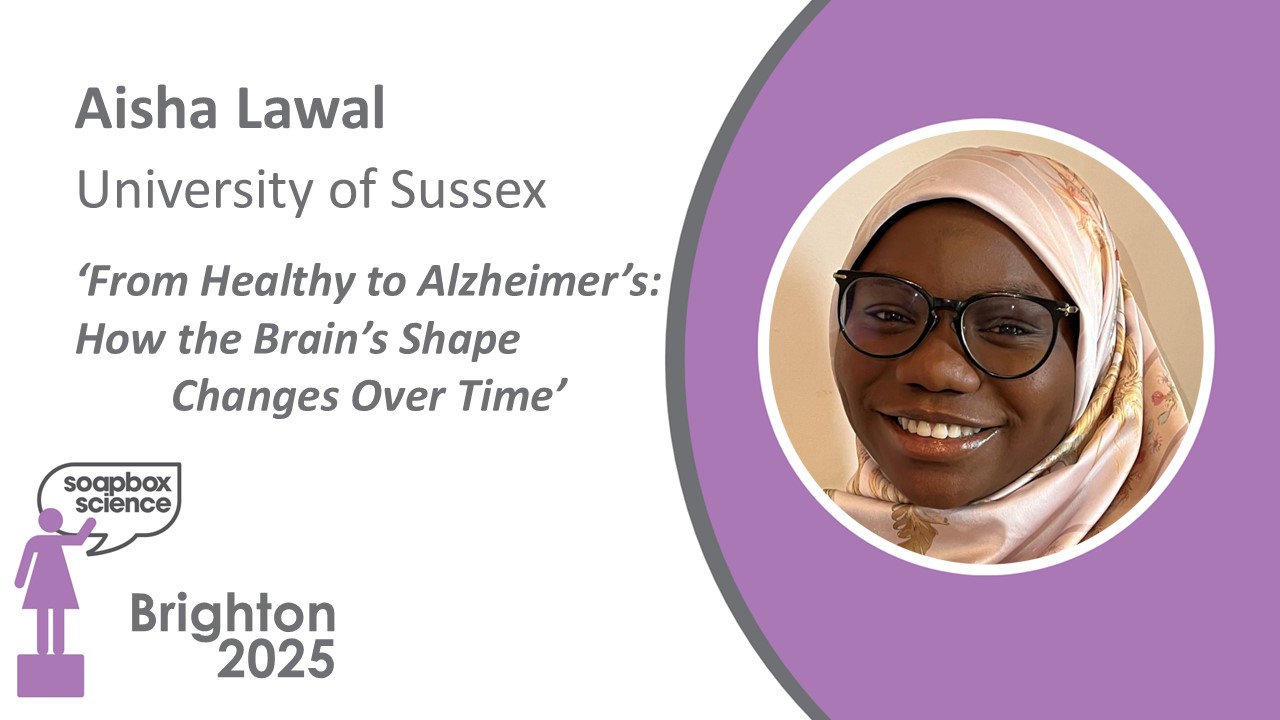 Aisha Lawal
University of Sussex
‘From Healthy to Alzheimer’s:
How the Brain’s Shape
Changes Over Time’
soapbox
science
Brighton
2025